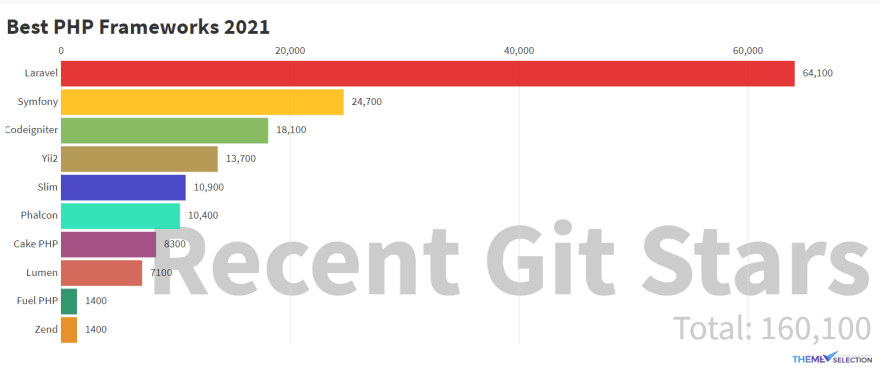 Best PHP Frameworks 2021
0 20,000 40,000 60,000
Laravel 64,100
Symfony 24,700
Codeigniter 18,100
Yii2 13,700
Slim 10,900
Phalcon 10,400
Cake PHP 8300
Lumen 7100
Fuel PHP 1400
Zend 1400
Recent Git Stars
Total: 160,100
THEMESELECTION